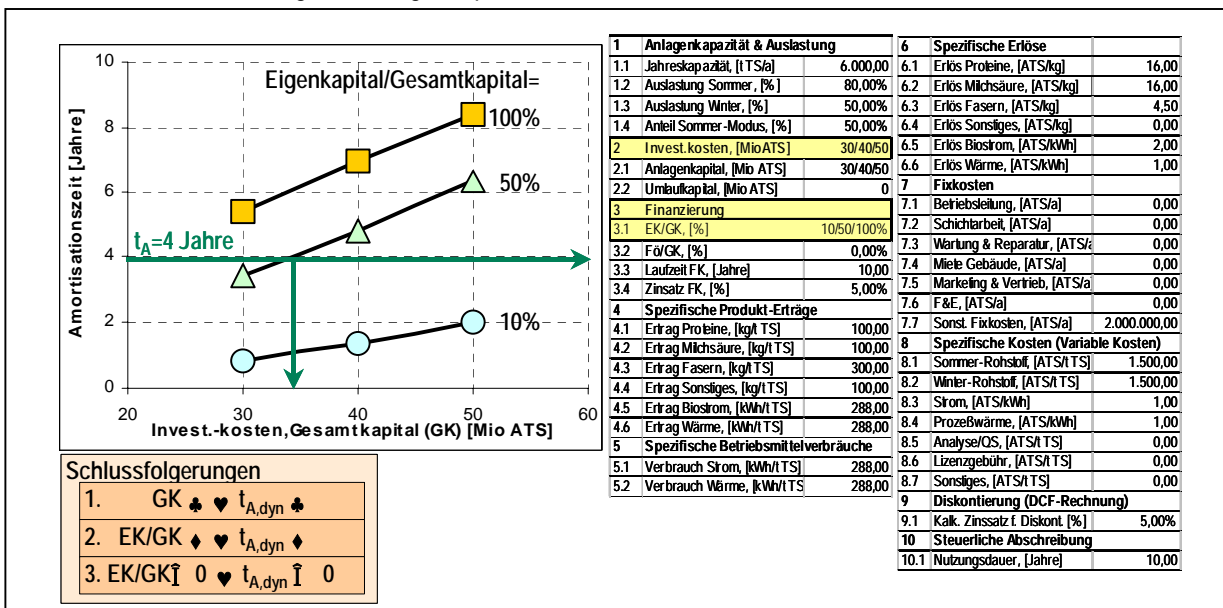 Eigenkapital/Gesamtkapital=
100%
50%
10%
t_A=4 Jahre
Amortisationszeit [Jahre]
10
8
6
4
2
0
20 30 40 50 60
Invest.-kosten,Gesamtkapital (GK) [Mio ATS]
Schlussfolgerungen
1. GK ♣ ♥ t_A,dyn ♣
2. EK/GK ♦ ♥ t_A,dyn ♦
3. EK/GK Î 0 ♥ t_A,dyn Î 0
1 Anlagenkapazität & Auslastung
1.1 Jahreskapazität, [t TS/a] 6.000,00
1.2 Auslastung Sommer, [%] 80,00%
1.3 Auslastung Winter, [%] 50,00%
1.4 Anteil Sommer-Modus, [%] 50,00%
2 Invest.kosten, [MioATS] 30/40/50
2.1 Anlagenkapital, [Mio ATS] 30/40/50
2.2 Umlaufkapital, [Mio ATS] 0
3 Finanzierung
3.1 EK/GK, [%] 10/50/100%
3.2 Fö/GK, [%] 0,00%
3.3 Laufzeit FK, [Jahre] 10,00
3.4 Zinsatz FK, [%] 5,00%
4 Spezifische Produkt-Erträge
4.1 Ertrag Proteine, [kg/t TS] 100,00
4.2 Ertrag Milchsäure, [kg/t TS] 100,00
4.3 Ertrag Fasern, [kg/t TS] 300,00
4.4 Ertrag Sonstiges, [kg/t TS] 100,00
4.5 Ertrag Biostrom, [kWh/t TS] 288,00
4.6 Ertrag Wärme, [kWh/t TS] 288,00
5 Spezifische Betriebsmittelverbräuche
5.1 Verbrauch Strom, [kWh/t TS] 288,00
5.2 Verbrauch Wärme, [kWh/t TS 288,00
6 Spezifische Erlöse
6.1 Erlös Proteine, [ATS/kg] 16,00
6.2 Erlös Milchsäure, [ATS/kg] 16,00
6.3 Erlös Fasern, [ATS/kg] 4,50
6.4 Erlös Sonstiges, [ATS/kg] 0,00
6.5 Erlös Biostrom, [ATS/kWh] 2,00
6.6 Erlös Wärme, [ATS/kWh] 1,00
7 Fixkosten
7.1 Betriebsleitung, [ATS/a] 0,00
7.2 Schichtarbeit, [ATS/a] 0,00
7.3 Wartung & Reparatur, [ATS/a 0,00
7.4 Miete Gebäude, [ATS/a] 0,00
7.5 Marketing & Vertrieb, [ATS/a 0,00
7.6 F&E, [ATS/a] 0,00
7.7 Sonst. Fixkosten, [ATS/a] 2.000.000,00
8 Spezifische Kosten (Variable Kosten)
8.1 Sommer-Rohstoff, [ATS/t TS] 1.500,00
8.2 Winter-Rohstoff, [ATS/t TS] 1.500,00
8.3 Strom, [ATS/kWh] 1,00
8.4 Prozeßwärme, [ATS/kWh] 1,00
8.5 Analyse/QS, [ATS/t TS] 0,00
8.6 Lizenzgebühr, [ATS/t TS] 0,00
8.7 Sonstiges, [ATS/t TS] 0,00
9 Diskontierung (DCF-Rechnung)
9.1 Kalk. Zinssatz f. Diskont. [%] 5,00%
10 Steuerliche Abschreibung
10.1 Nutzungsdauer, [Jahre] 10,00